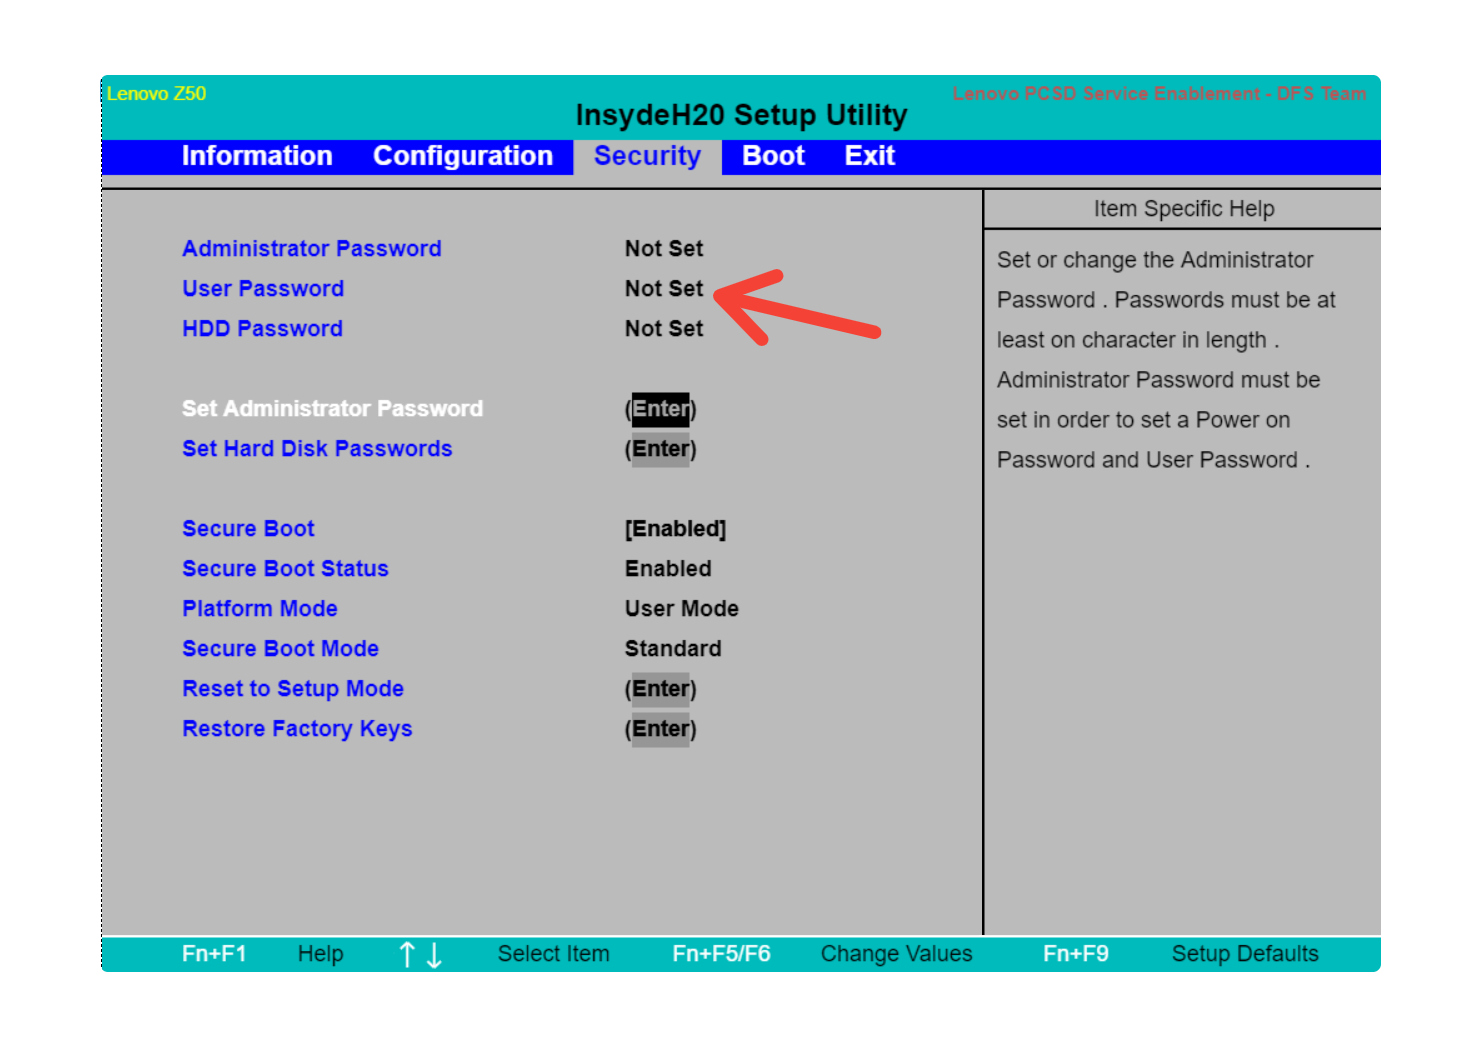 Lenovo Z50
Lenovo PCSD Service Enablement - DFS Team
InsydeH20 Setup Utility
Information Configuration Security Boot Exit
Item Specific Help
Administrator Password Not Set
User Password Not Set
HDD Password Not Set
Set Administrator Password (Enter)
Set Hard Disk Passwords (Enter)
Secure Boot [Enabled]
Secure Boot Status Enabled
Platform Mode User Mode
Secure Boot Mode Standard
Reset to Setup Mode (Enter)
Restore Factory Keys (Enter)
Set or change the Administrator
Password . Passwords must be at
least on character in length .
Administrator Password must be
set in order to set a Power on
Password and User Password .
Fn+F1 Help ↑↓ Select Item Fn+F5/F6 Change Values Fn+F9 Setup Defaults